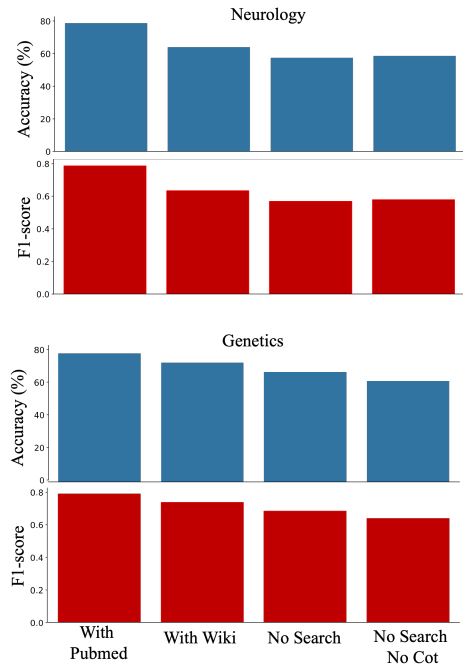 Neurology
80
60
40
20
0
Accuracy (%)
0.8
0.6
0.4
0.2
0.0
F1-score
Genetics
80
60
40
20
0
Accuracy (%)
0.8
0.6
0.4
0.2
0.0
F1-score
With
Pubmed
With Wiki
No Search
No Search
No Cot